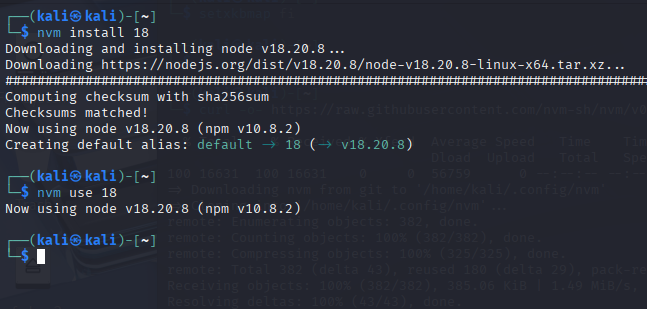 ┌──(kali㉿kali)-[~]
└─$ nvm install 18
Downloading and installing node v18.20.8...
Downloading https://nodejs.org/dist/v18.20.8/node-v18.20.8-linux-x64.tar.xz...
################################################################################
Computing checksum with sha256sum
Checksums matched!
Now using node v18.20.8 (npm v10.8.2)
Creating default alias: default → 18 (→ v18.20.8)
┌──(kali㉿kali)-[~]
└─$ nvm use 18
Now using node v18.20.8 (npm v10.8.2)
┌──(kali㉿kali)-[~]
└─$